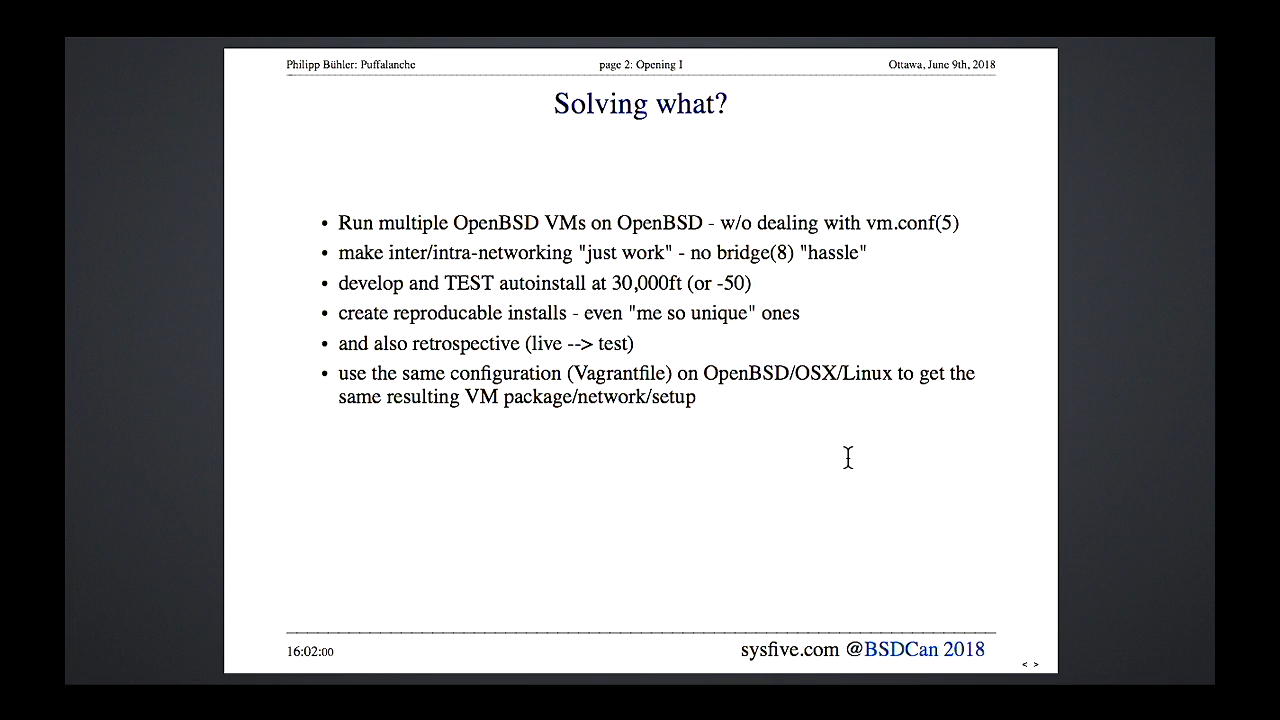 Philipp Bühler: Puffalanche
page 2: Opening I
Ottawa, June 9th, 2018
Solving what?
• Run multiple OpenBSD VMs on OpenBSD - w/o dealing with vm.conf(5)
• make inter/intra-networking "just work" - no bridge(8) "hassle"
• develop and TEST autoinstall at 30,000ft (or -50)
• create reproducable installs - even "me so unique" ones
• and also retrospective (live --> test)
• use the same configuration (Vagrantfile) on OpenBSD/OSX/Linux to get the
same resulting VM package/network/setup
16:02:00
sysfive.com @BSDCan 2018
< >